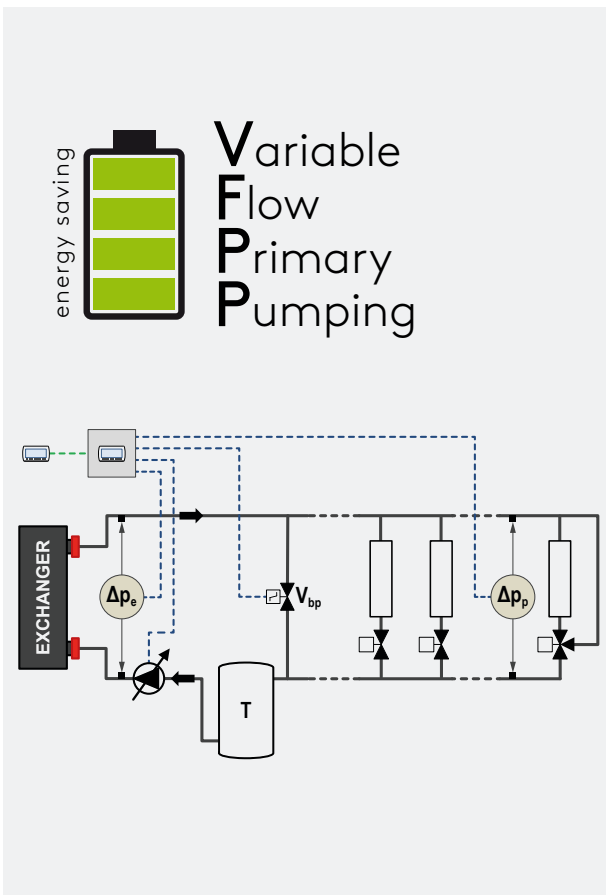 energy saving
Variable
Flow
Primary
Pumping
EXCHANGER
Δpe
Vbp
Δpp
T